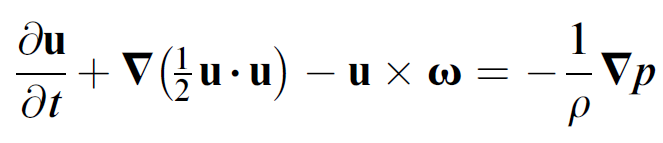 ∂𝐮/∂t + ∇(½ 𝐮 · 𝐮) − 𝐮 × 𝛚 = −(1/ρ) ∇p